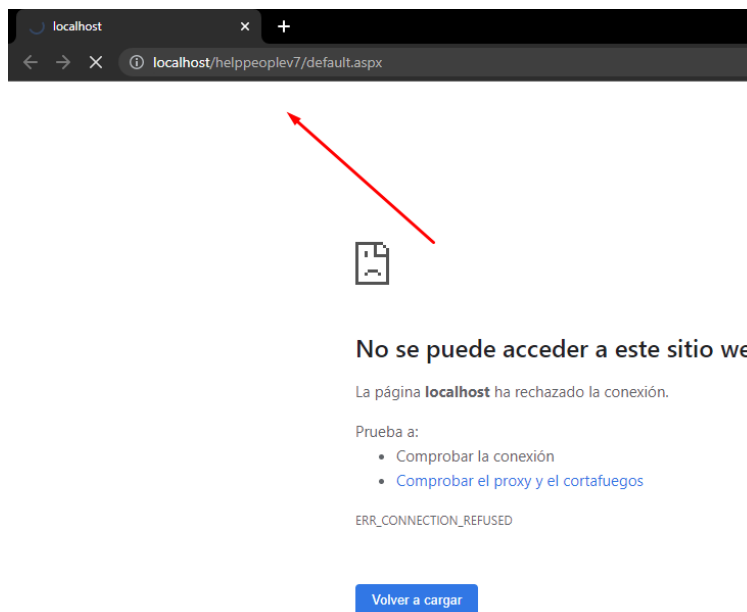 localhost
localhost/helppeoplev7/default.aspx
No se puede acceder a este sitio we
La página localhost ha rechazado la conexión.
Prueba a:
Comprobar la conexión
Comprobar el proxy y el cortafuegos
ERR_CONNECTION_REFUSED
Volver a cargar